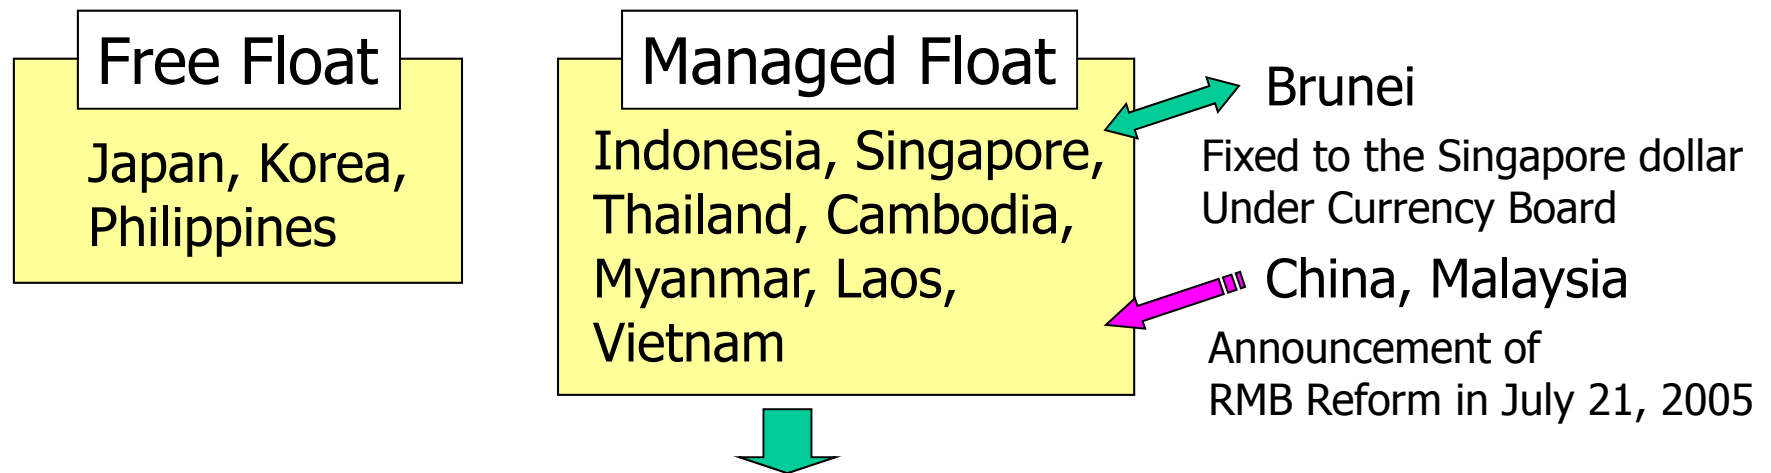 Free Float
Japan, Korea,
Philippines
Managed Float
Indonesia, Singapore,
Thailand, Cambodia,
Myanmar, Laos,
Vietnam
Brunei
Fixed to the Singapore dollar
Under Currency Board
China, Malaysia
Announcement of
RMB Reform in July 21, 2005